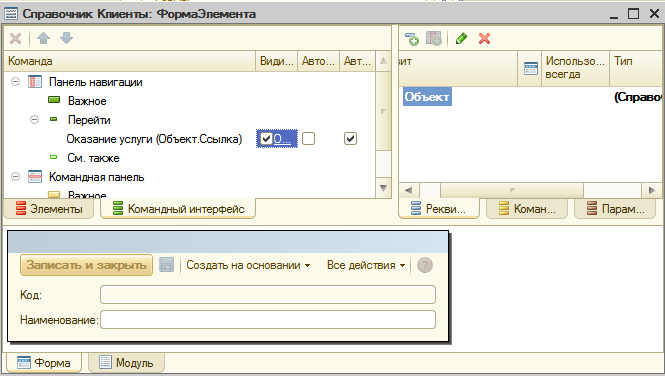 Справочник Клиенты: ФормаЭлемента
Команда Види... Авто... Авт...
Панель навигации
Важное
Перейти
Оказание услуги (Объект.Ссылка) О...
См. также
Командная панель
Важное
Элементы Командный интерфейс
зит Использо... всегда Тип
Объект (Справоч
Рекви... Коман... Парам...
Записать и закрыть Создать на основании Все действия ?
Код:
Наименование:
Форма Модуль